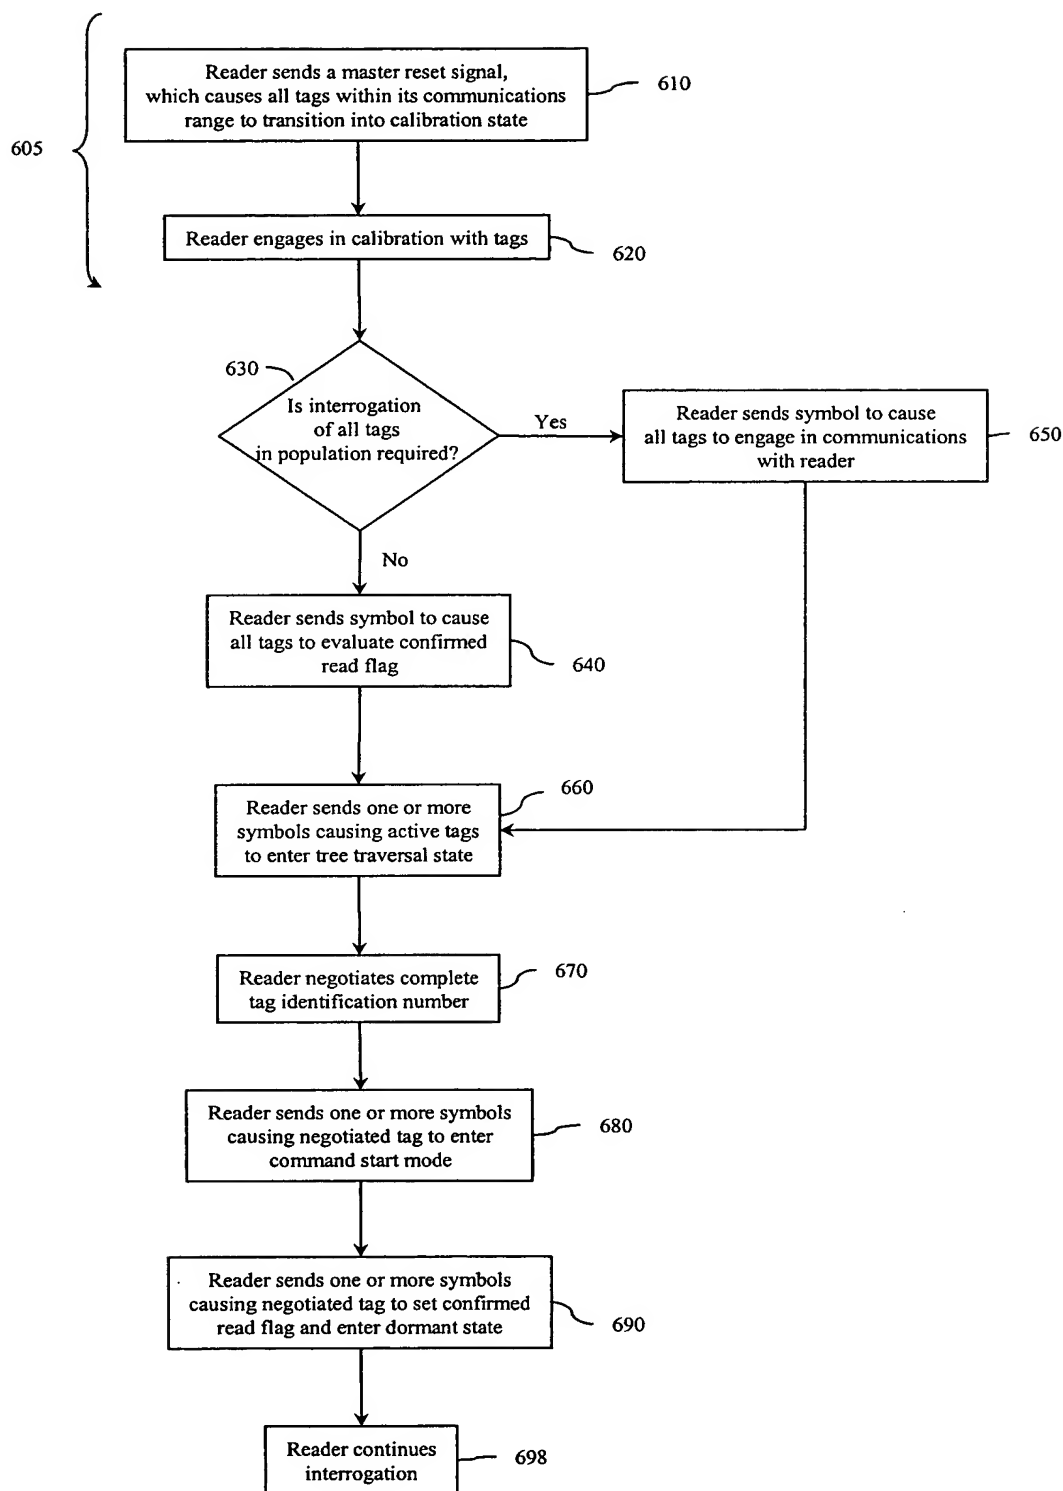 Reader sends a master reset signal,
which causes all tags within its communications
range to transition into calibration state
610
605
Reader engages in calibration with tags
620
630
Is interrogation
of all tags
in population required?
Yes
Reader sends symbol to cause
all tags to engage in communications
with reader
650
No
Reader sends symbol to cause
all tags to evaluate confirmed
read flag
640
Reader sends one or more
symbols causing active tags
to enter tree traversal state
660
Reader negotiates complete
tag identification number
670
Reader sends one or more symbols
causing negotiated tag to enter
command start mode
680
Reader sends one or more symbols
causing negotiated tag to set confirmed
read flag and enter dormant state
690
Reader continues
interrogation
698